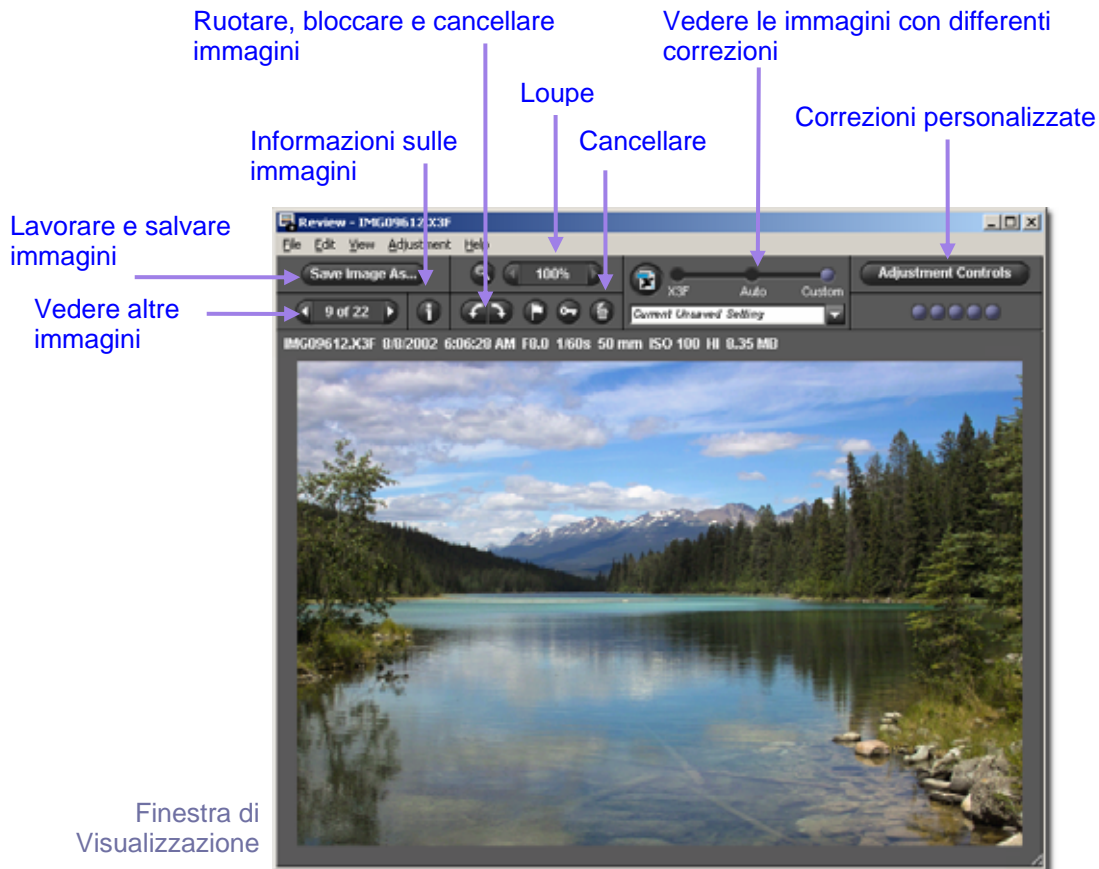 Ruotare, bloccare e cancellare
immagini
Vedere le immagini con differenti
correzioni
Loupe
Correzioni personalizzate
Informazioni sulle
immagini
Cancellare
Lavorare e salvare
immagini
Vedere altre
immagini
Review - IMG09612.X3F
File Edit View Adjustment Help
Save Image As...
100%
X3F Auto Custom
Adjustment Controls
9 of 22
Current Unsaved Setting
IMG09612.X3F 8/8/2002 6:06:28 AM F8.0 1/60s 50 mm ISO 100 HI 8.35 MB
Finestra di
Visualizzazione